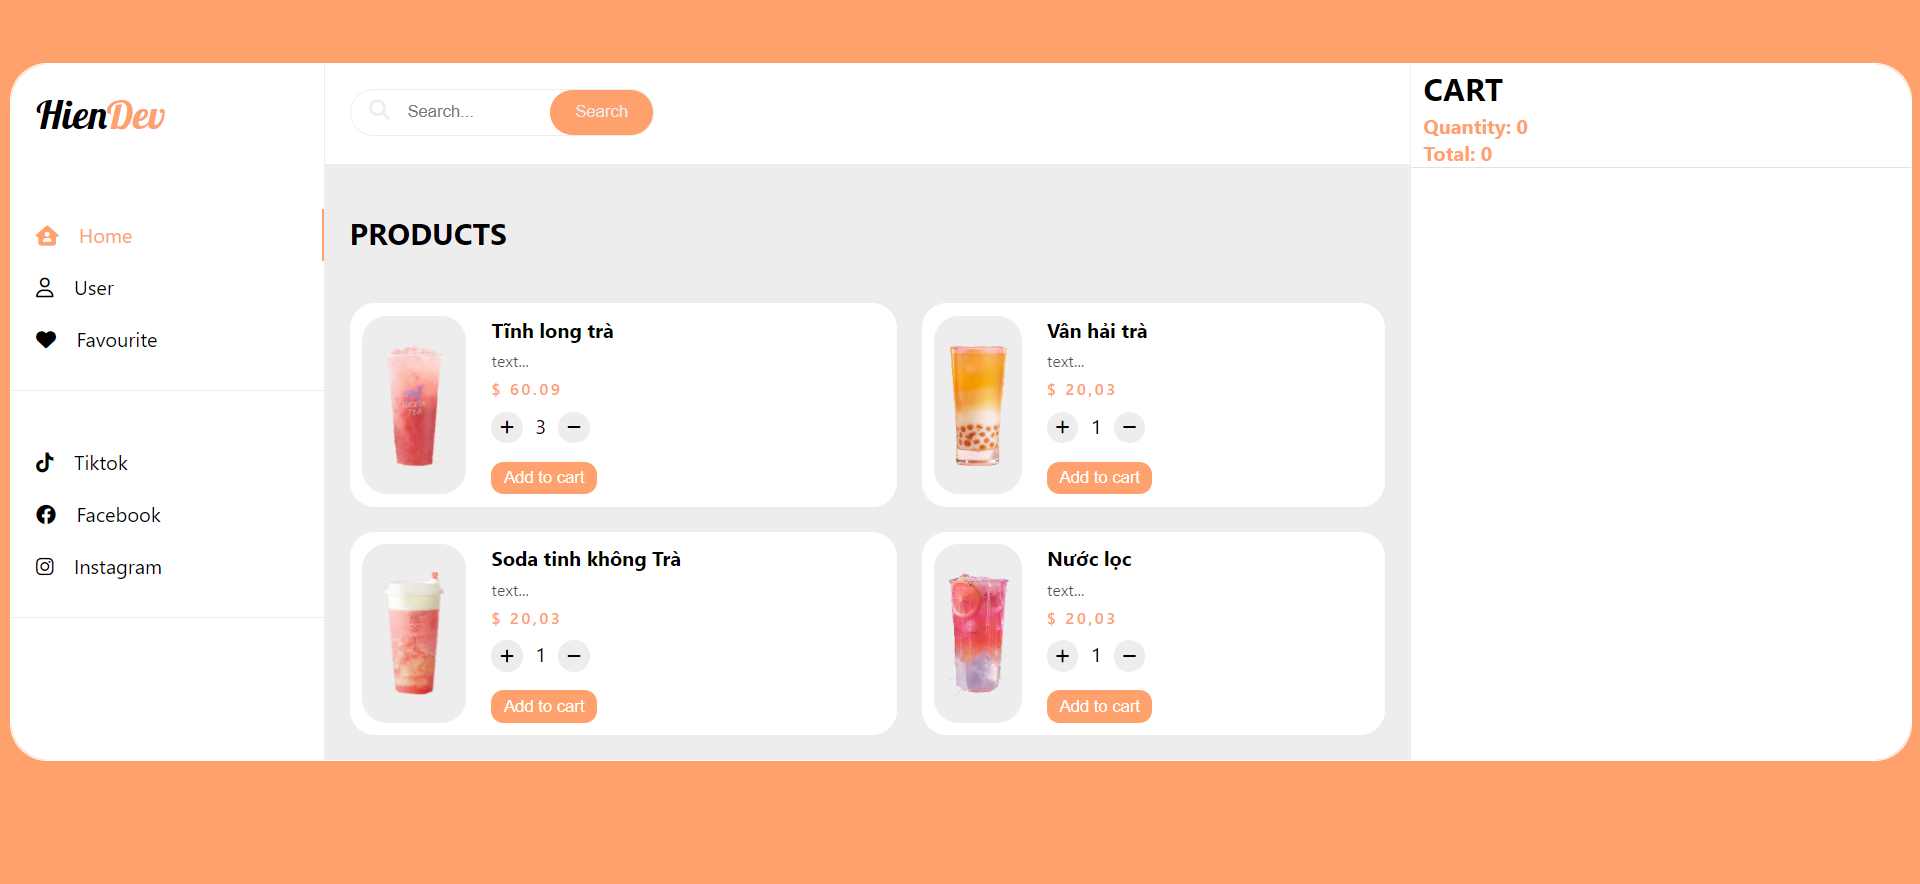 HienDev
Home
User
Favourite
Tiktok
Facebook
Instagram
Search...
Search
PRODUCTS
Tĩnh long trà
text...
$ 60.09
+ 3 −
Add to cart
Vân hải trà
text...
$ 20,03
+ 1 −
Add to cart
Soda tinh không Trà
text...
$ 20,03
+ 1 −
Add to cart
Nước lọc
text...
$ 20,03
+ 1 −
Add to cart
CART
Quantity: 0
Total: 0